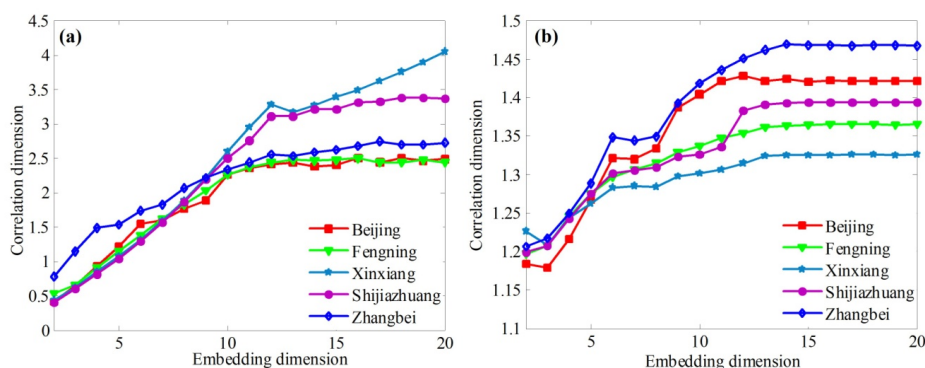 (a)
Correlation dimension
4.5
4
3.5
3
2.5
2
1.5
1
0.5
0
Beijing
Fengning
Xinxiang
Shijiazhuang
Zhangbei
5 10 15 20
Embedding dimension
(b)
Correlation dimension
1.5
1.45
1.4
1.35
1.3
1.25
1.2
1.15
1.1
Beijing
Fengning
Xinxiang
Shijiazhuang
Zhangbei
5 10 15 20
Embedding dimension